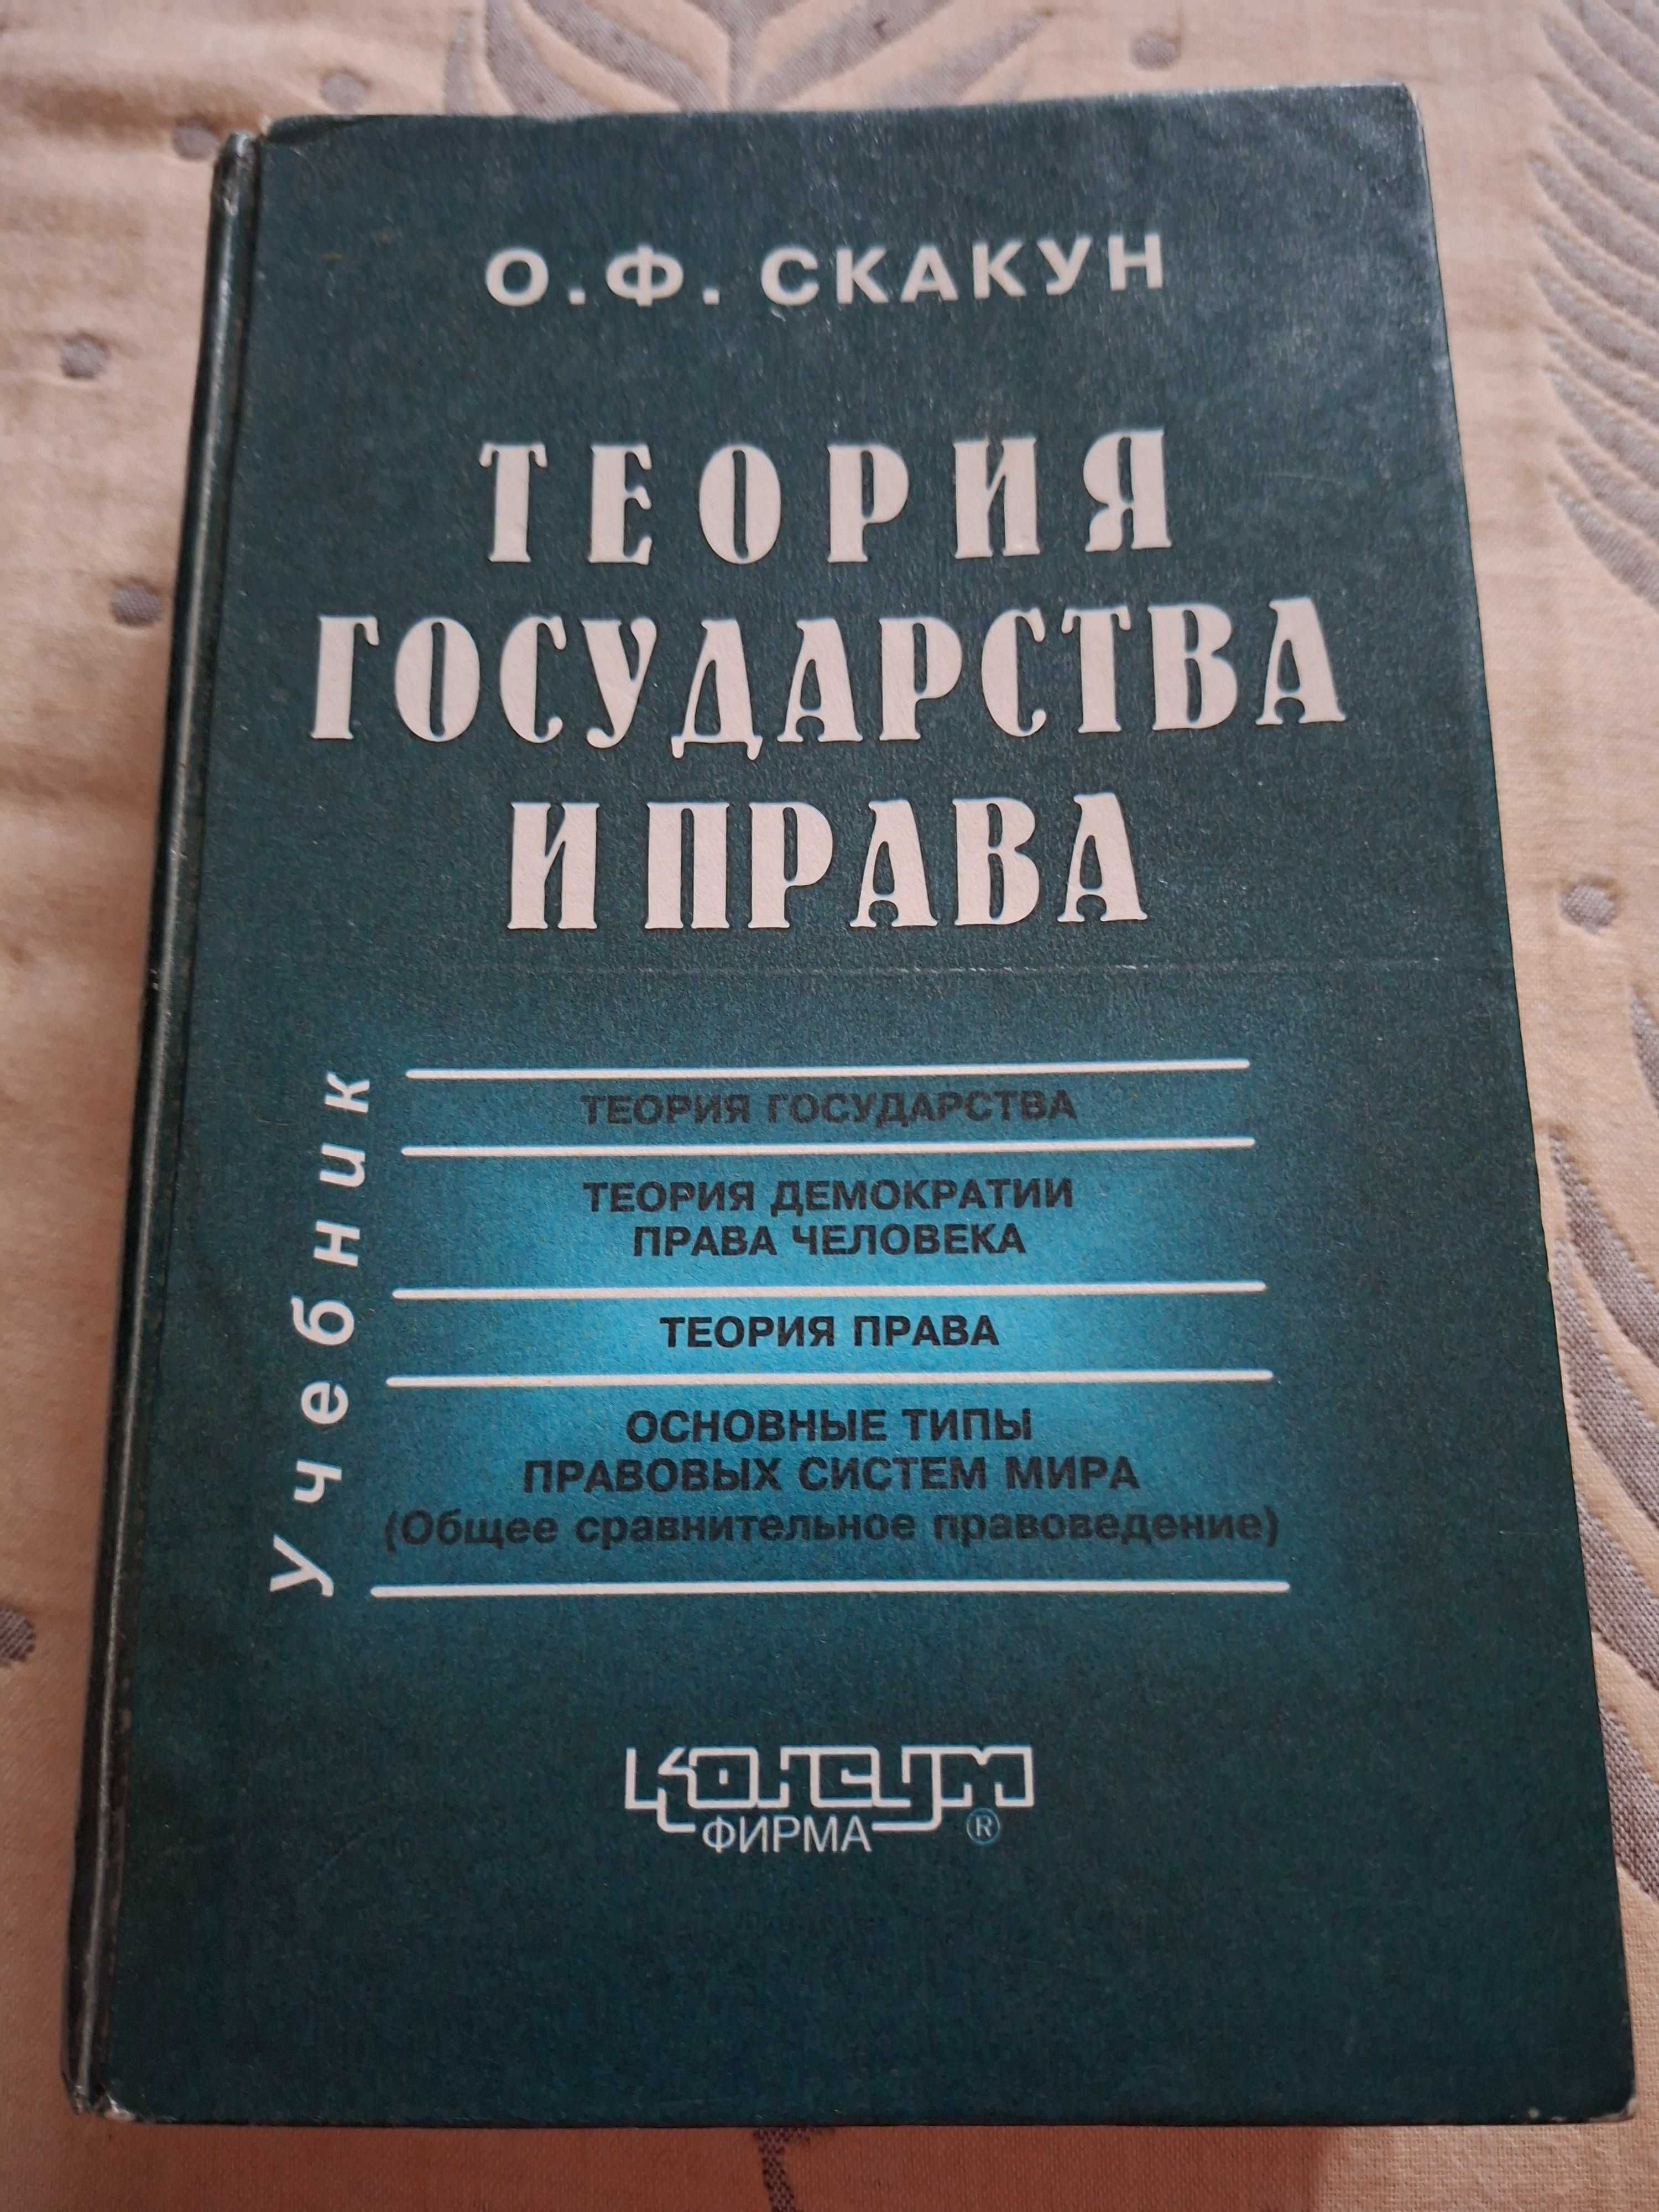 О.Ф. СКАКУН
ТЕОРИЯ
ГОСУДАРСТВА
И ПРАВА
Учебник
ТЕОРИЯ ГОСУДАРСТВА
ТЕОРИЯ ДЕМОКРАТИИ
ПРАВА ЧЕЛОВЕКА
ТЕОРИЯ ПРАВА
ОСНОВНЫЕ ТИПЫ
ПРАВОВЫХ СИСТЕМ МИРА
(Общее сравнительное правоведение)
Консум
ФИРМА ®